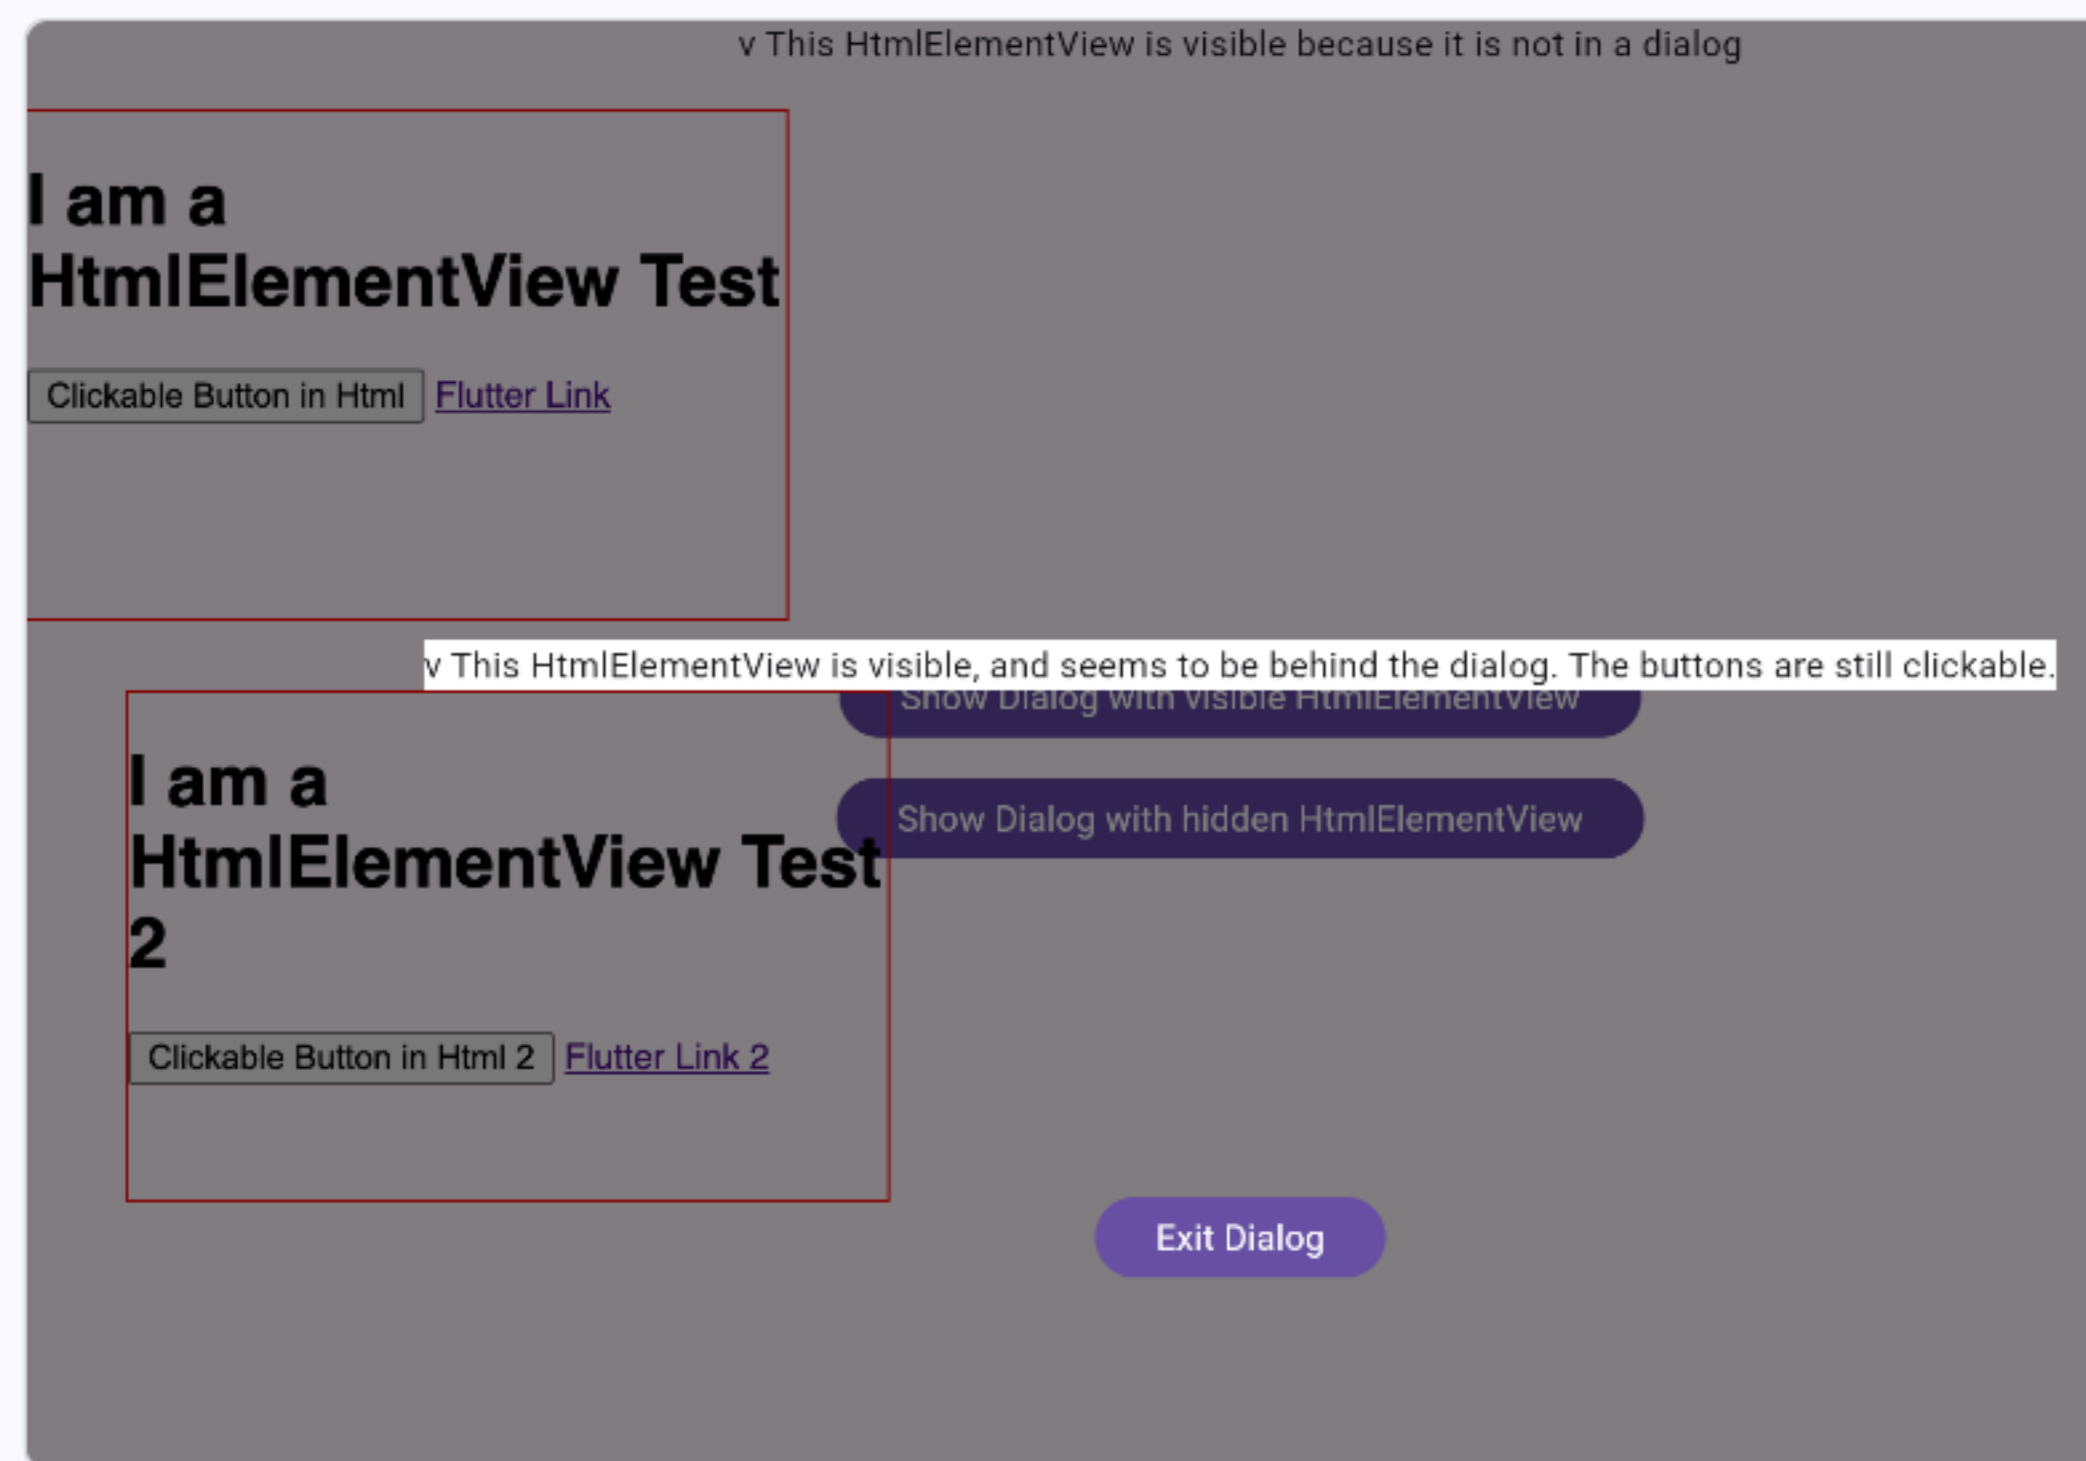 v This HtmlElementView is visible because it is not in a dialog
I am a
HtmlElementView Test
Clickable Button in Html Flutter Link
v This HtmlElementView is visible, and seems to be behind the dialog. The buttons are still clickable.
Show Dialog with visible HtmlElementView
I am a
HtmlElementView Test
2
Show Dialog with hidden HtmlElementView
Clickable Button in Html 2 Flutter Link 2
Exit Dialog